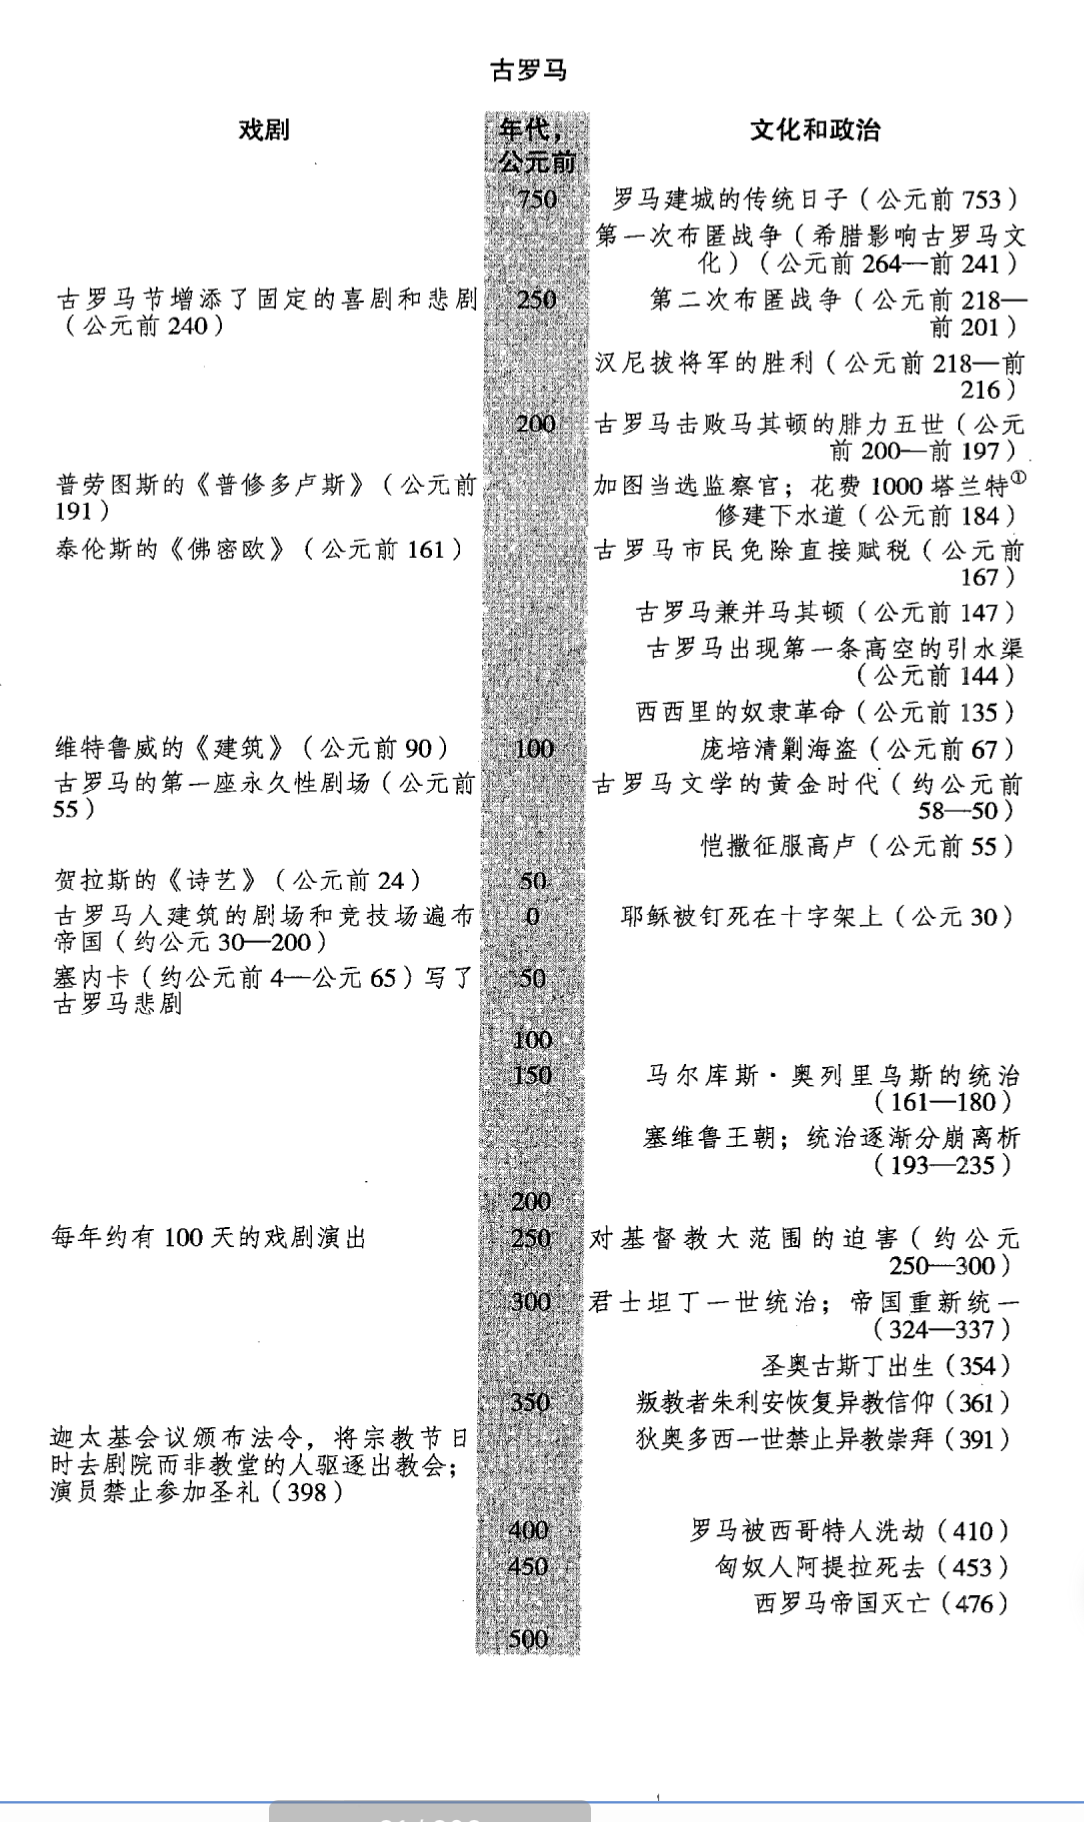 古罗马
戏剧
年代，
公元前
文化和政治
750
罗马建城的传统日子（公元前 753）
第一次布匿战争（希腊影响古罗马文
化）（公元前 264—前 241）
古罗马节增添了固定的喜剧和悲剧
（公元前 240）
250
第二次布匿战争（公元前 218—
前 201）
汉尼拔将军的胜利（公元前 218—前
216）
200
古罗马击败马其顿的腓力五世（公元
前 200—前 197）
普劳图斯的《普修多卢斯》（公元前
191）
加图当选监察官；花费 1000 塔兰特①
修建下水道（公元前 184）
泰伦斯的《佛密欧》（公元前 161）
古罗马市民免除直接赋税（公元前
167）
古罗马兼并马其顿（公元前 147）
古罗马出现第一条高空的引水渠
（公元前 144）
西西里的奴隶革命（公元前 135）
维特鲁威的《建筑》（公元前 90）
100
庞培清剿海盗（公元前 67）
古罗马的第一座永久性剧场（公元前
55）
古罗马文学的黄金时代（约公元前
58—50）
恺撒征服高卢（公元前 55）
贺拉斯的《诗艺》（公元前 24）
50
古罗马人建筑的剧场和竞技场遍布
帝国（约公元 30—200）
0
耶稣被钉死在十字架上（公元 30）
塞内卡（约公元前 4—公元 65）写了
古罗马悲剧
50
100
150
马尔库斯·奥列里乌斯的统治
（161—180）
塞维鲁王朝；统治逐渐分崩离析
（193—235）
200
每年约有 100 天的戏剧演出
250
对基督教大范围的迫害（约公元
250—300）
300
君士坦丁一世统治；帝国重新统一
（324—337）
圣奥古斯丁出生（354）
350
叛教者朱利安恢复异教信仰（361）
迦太基会议颁布法令，将宗教节日
时去剧院而非教堂的人驱逐出教会；
演员禁止参加圣礼（398）
狄奥多西一世禁止异教崇拜（391）
400
罗马被西哥特人洗劫（410）
450
匈奴人阿提拉死去（453）
西罗马帝国灭亡（476）
500